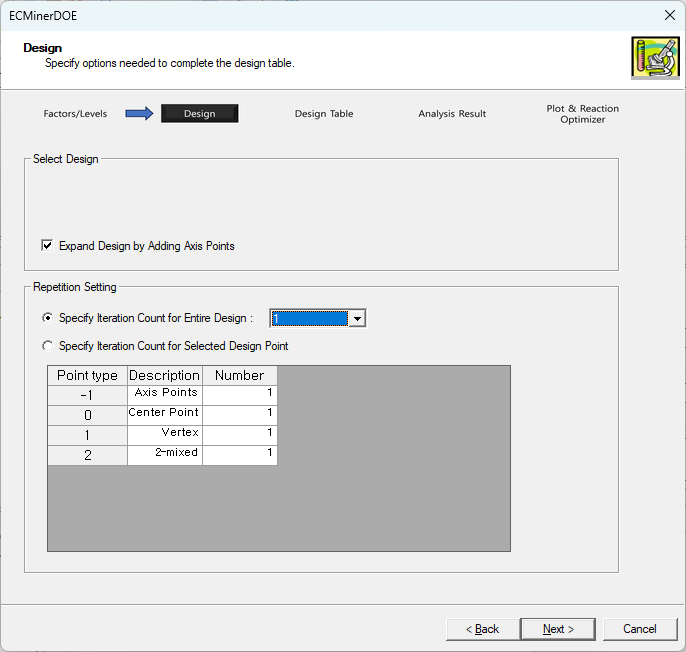 ECMinerDOE
Design
Specify options needed to complete the design table.
Factors/Levels Design Design Table Analysis Result Plot & Reaction
Optimizer
Select Design
Expand Design by Adding Axis Points
Repetition Setting
Specify Iteration Count for Entire Design : 1
Specify Iteration Count for Selected Design Point
Point type Description Number
-1 Axis Points 1
0 Center Point 1
1 Vertex 1
2 2-mixed 1
< Back Next > Cancel